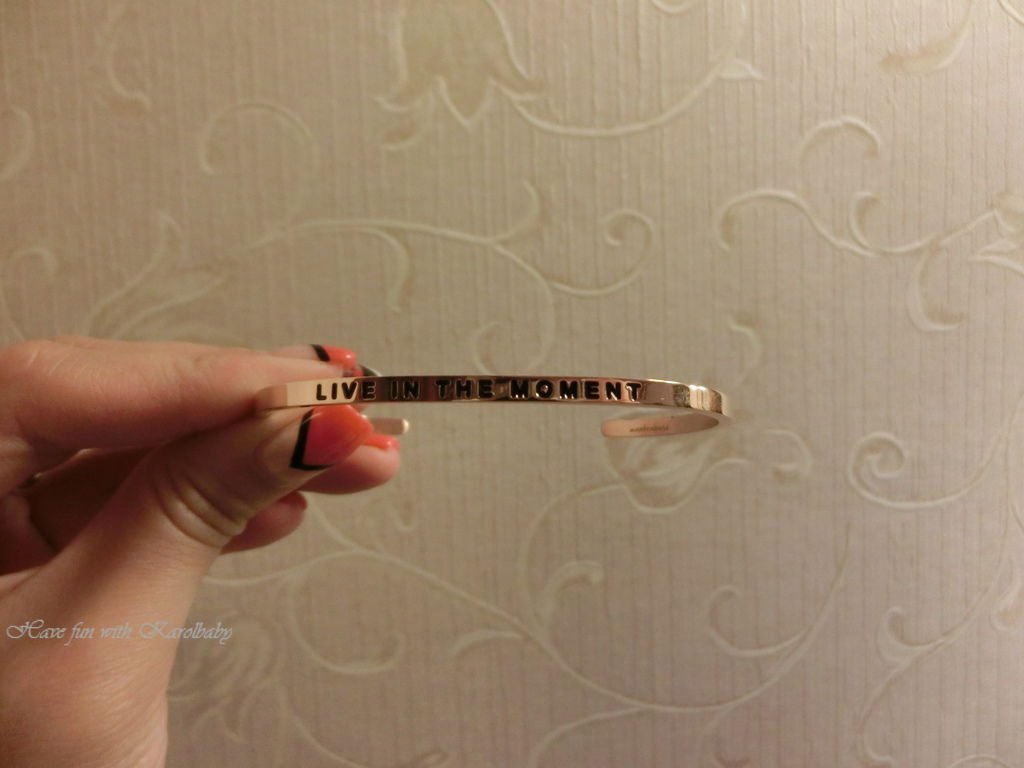 LIVE IN THE MOMENT
Have fun with Karolbaby